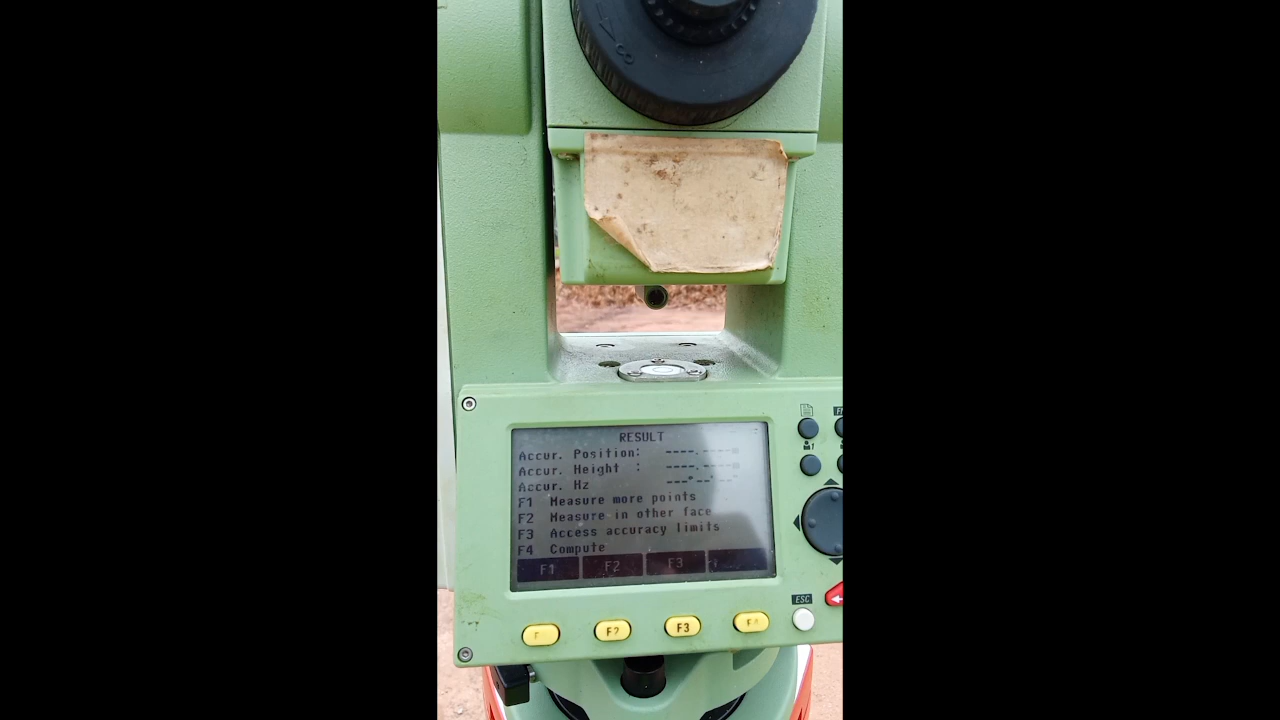 ∞
RESULT
Accur. Position: ----.----m
Accur. Height : ----.----m
Accur. Hz ---°--'--"
F1 Measure more points
F2 Measure in other face
F3 Access accuracy limits
F4 Compute
F1 F2 F3
ESC
F2 F3 F4